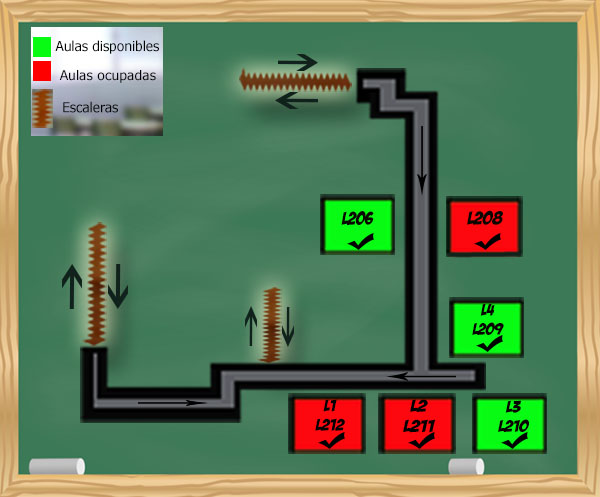 Aulas disponibles
Aulas ocupadas
Escaleras
L206
L208
L4
L209
L1
L212
L2
L211
L3
L210